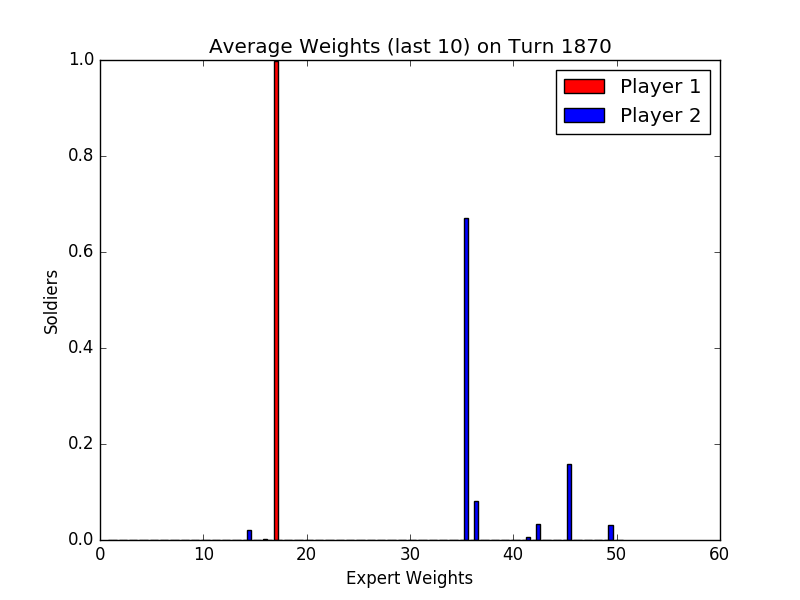 Average Weights (last 10) on Turn 1870
1.0
0.8
0.6
0.4
0.2
0.0
Soldiers
Player 1
Player 2
0 10 20 30 40 50 60
Expert Weights